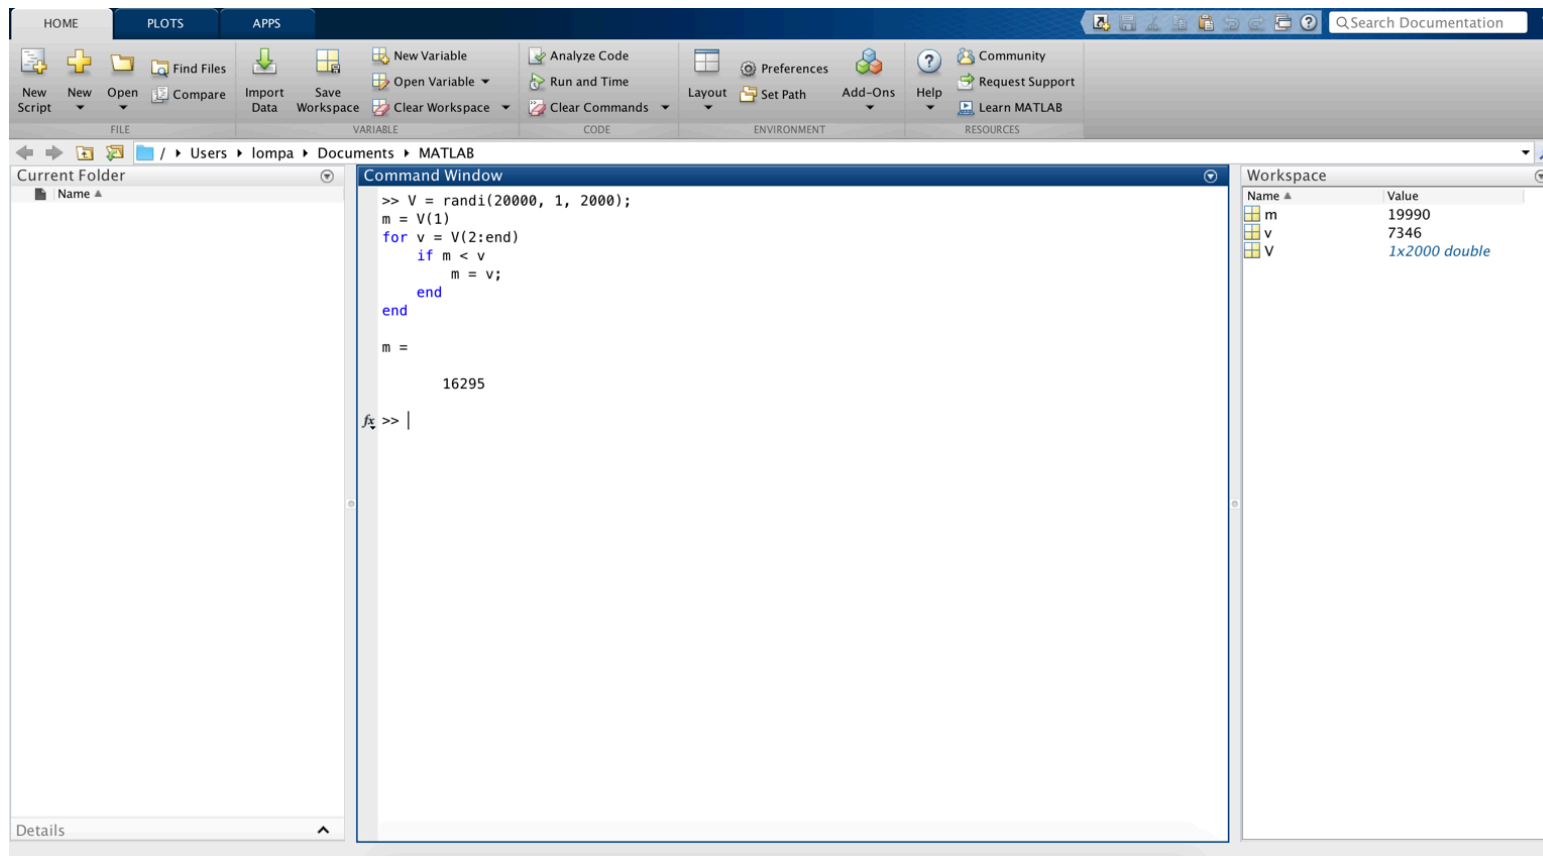 HOME PLOTS APPS
Search Documentation
New Script
New
Open
Find Files
Compare
FILE
Import Data
Save Workspace
New Variable
Open Variable
Clear Workspace
VARIABLE
Analyze Code
Run and Time
Clear Commands
CODE
Layout
Preferences
Set Path
Add-Ons
ENVIRONMENT
Help
Community
Request Support
Learn MATLAB
RESOURCES
/ Users lompa Documents MATLAB
Current Folder
Name
Details
Command Window
>> V = randi(20000, 1, 2000);
m = V(1)
for v = V(2:end)
    if m < v
        m = v;
    end
end
m =
16295
fx >>
Workspace
Name Value
m 19990
v 7346
V 1x2000 double